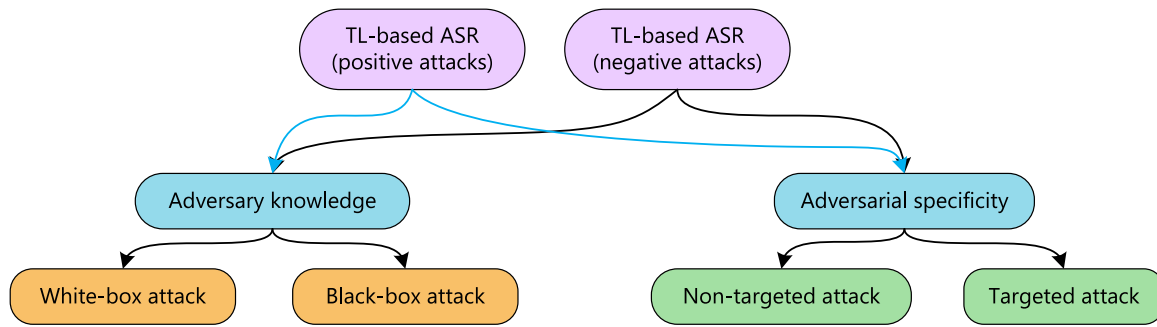 TL-based ASR
(positive attacks)
TL-based ASR
(negative attacks)
Adversary knowledge
Adversarial specificity
White-box attack
Black-box attack
Non-targeted attack
Targeted attack